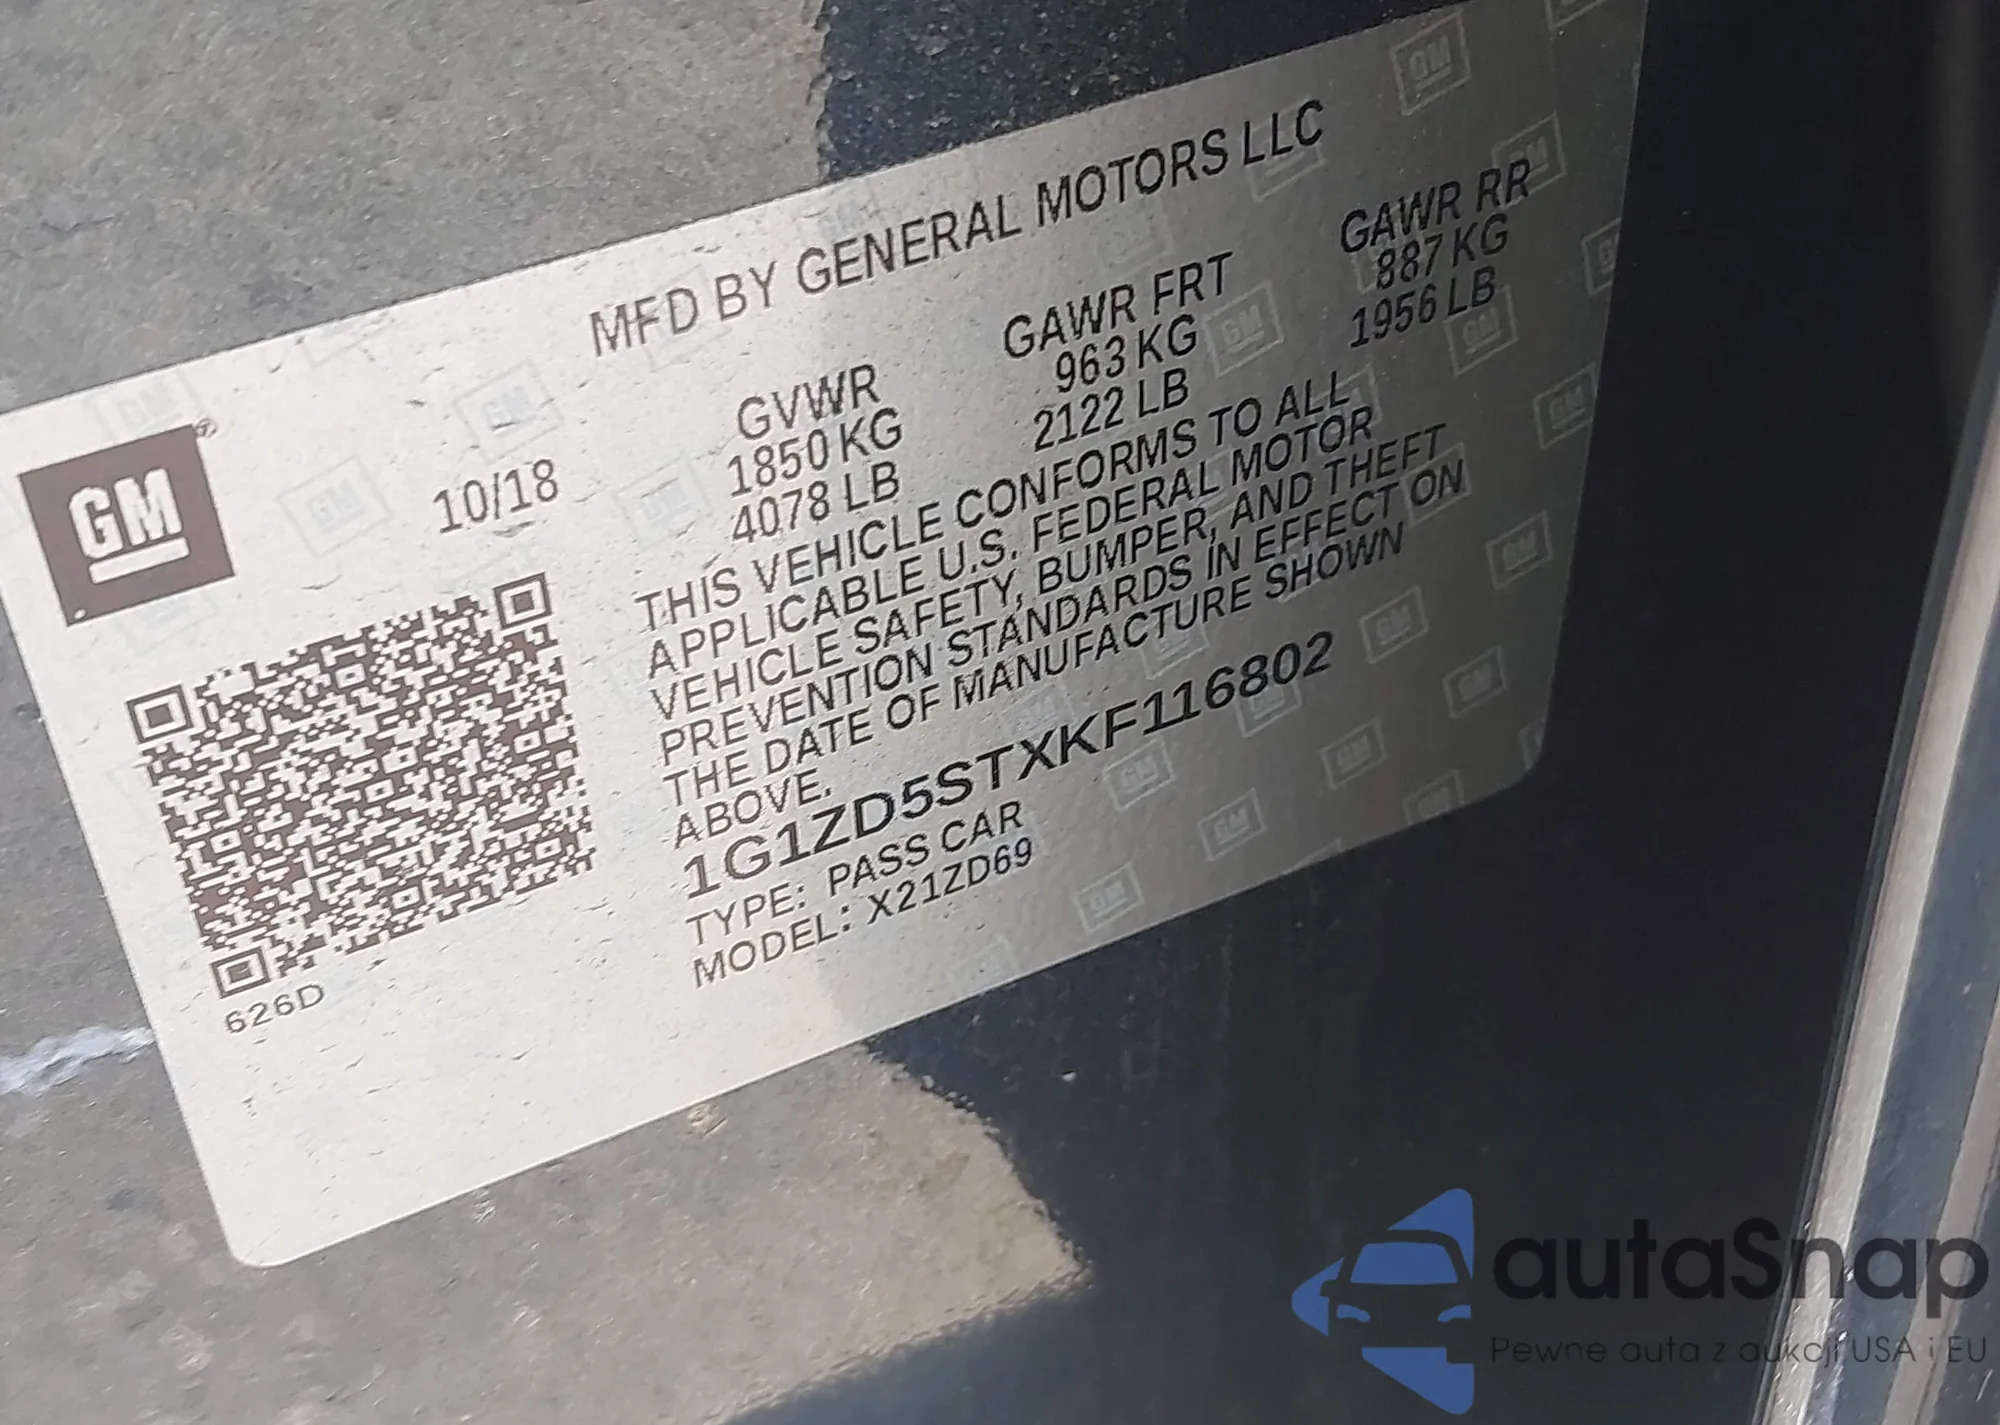 MFD BY GENERAL MOTORS LLC
GM
10/18
GVWR
1850 KG
4078 LB
GAWR FRT
963 KG
2122 LB
GAWR RR
887 KG
1956 LB
THIS VEHICLE CONFORMS TO ALL
APPLICABLE U.S. FEDERAL MOTOR
VEHICLE SAFETY, BUMPER, AND THEFT
PREVENTION STANDARDS IN EFFECT ON
THE DATE OF MANUFACTURE SHOWN
ABOVE.
1G1ZD5STXKF116802
TYPE: PASS CAR
MODEL: X21ZD69
626D
autaSnap
Pewne auta z aukcji USA i EU